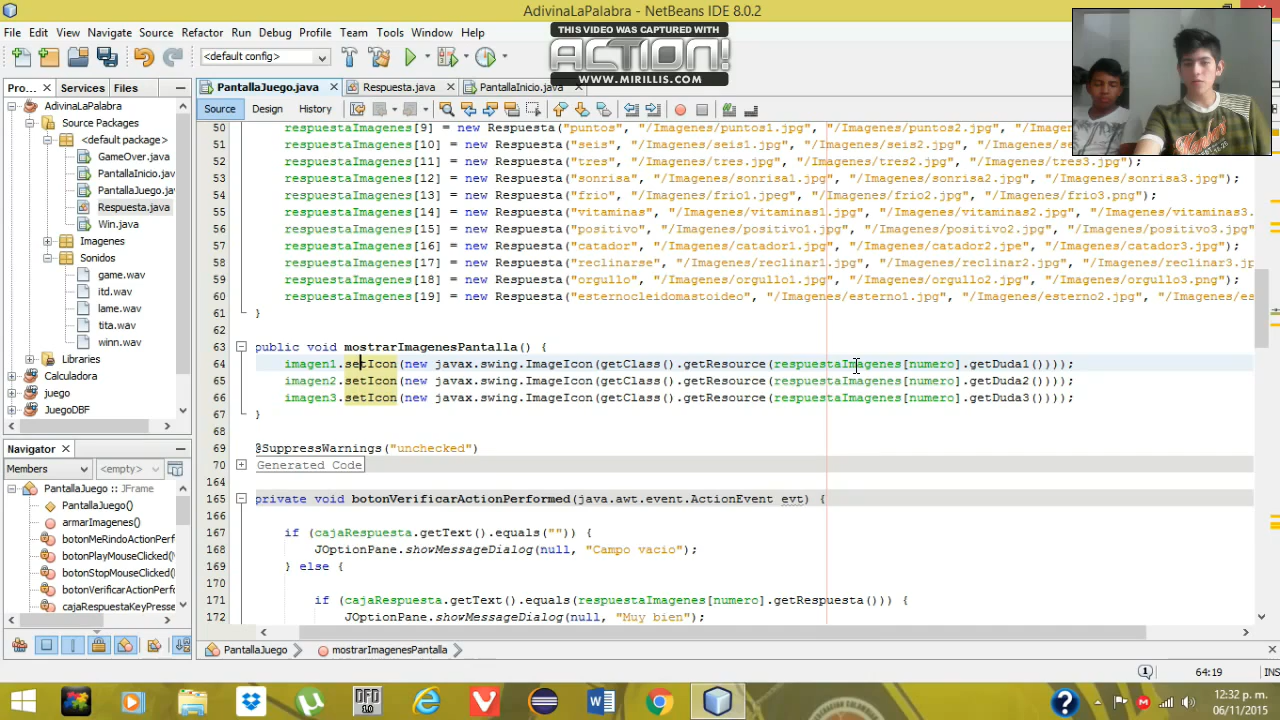 AdivinaLaPalabra - NetBeans IDE 8.0.2
File Edit View Navigate Source Refactor Run Debug Profile Team Tools Window Help
THIS VIDEO WAS CAPTURED WITH
ACTION!
WWW.MIRILLIS.COM
<default config>
Pro... Services Files
PantallaJuego.java Respuesta.java PantallaInicio.java
Source Design History
AdivinaLaPalabra
Source Packages
<default package>
GameOver.java
PantallaInicio.java
PantallaJuego.java
Respuesta.java
Win.java
Imagenes
Sonidos
game.wav
itd.wav
lame.wav
tita.wav
winn.wav
Libraries
Calculadora
juego
JuegoDBF
Navigator
Members <empty>
PantallaJuego :: JFrame
PantallaJuego()
armarImagenes()
botonMeRindoActionPerf
botonPlayMouseClicked(
botonStopMouseClicked(
botonVerificarActionPerf
cajaRespuestaKeyPresse
50 respuestaImagenes[9] = new Respuesta("puntos", "/Imagenes/puntos1.jpg", "/Imagenes/puntos2.jpg", "/Imagen
51 respuestaImagenes[10] = new Respuesta("seis", "/Imagenes/seis1.jpg", "/Imagenes/seis2.jpg", "/Imagenes/se
52 respuestaImagenes[11] = new Respuesta("tres", "/Imagenes/tres1.jpg", "/Imagenes/tres2.jpg", "/Imagenes/tres3.jpg");
53 respuestaImagenes[12] = new Respuesta("sonrisa", "/Imagenes/sonrisa1.jpg", "/Imagenes/sonrisa2.jpg", "/Imagenes/sonrisa3.jpg");
54 respuestaImagenes[13] = new Respuesta("frio", "/Imagenes/frio1.jpeg", "/Imagenes/frio2.jpg", "/Imagenes/frio3.png");
55 respuestaImagenes[14] = new Respuesta("vitaminas", "/Imagenes/vitaminas1.jpg", "/Imagenes/vitaminas2.jpg", "/Imagenes/vitaminas3.
56 respuestaImagenes[15] = new Respuesta("positivo", "/Imagenes/positivo1.jpg", "/Imagenes/positivo2.jpg", "/Imagenes/positivo3.jpg"
57 respuestaImagenes[16] = new Respuesta("catador", "/Imagenes/catador1.jpg", "/Imagenes/catador2.jpe", "/Imagenes/catador3.jpg");
58 respuestaImagenes[17] = new Respuesta("reclinarse", "/Imagenes/reclinar1.jpg", "/Imagenes/reclinar2.jpg", "/Imagenes/reclinar3.jp
59 respuestaImagenes[18] = new Respuesta("orgullo", "/Imagenes/orgullo1.jpg", "/Imagenes/orgullo2.jpg", "/Imagenes/orgullo3.png");
60 respuestaImagenes[19] = new Respuesta("esternocleidomastoideo", "/Imagenes/esterno1.jpg", "/Imagenes/esterno2.jpg", "/Imagenes/es
61 }
62
63 public void mostrarImagenesPantalla() {
64 imagen1.setIcon(new javax.swing.ImageIcon(getClass().getResource(respuestaImagenes[numero].getDuda1())));
65 imagen2.setIcon(new javax.swing.ImageIcon(getClass().getResource(respuestaImagenes[numero].getDuda2())));
66 imagen3.setIcon(new javax.swing.ImageIcon(getClass().getResource(respuestaImagenes[numero].getDuda3())));
67 }
68
69 @SuppressWarnings("unchecked")
70 Generated Code
164
165 private void botonVerificarActionPerformed(java.awt.event.ActionEvent evt) {
166
167 if (cajaRespuesta.getText().equals("")) {
168 JOptionPane.showMessageDialog(null, "Campo vacio");
169 } else {
170
171 if (cajaRespuesta.getText().equals(respuestaImagenes[numero].getRespuesta())) {
172 JOptionPane.showMessageDialog(null, "Muy bien");
PantallaJuego mostrarImagenesPantalla
64:19 INS
DFD
1.0
12:32 p. m.
06/11/2015